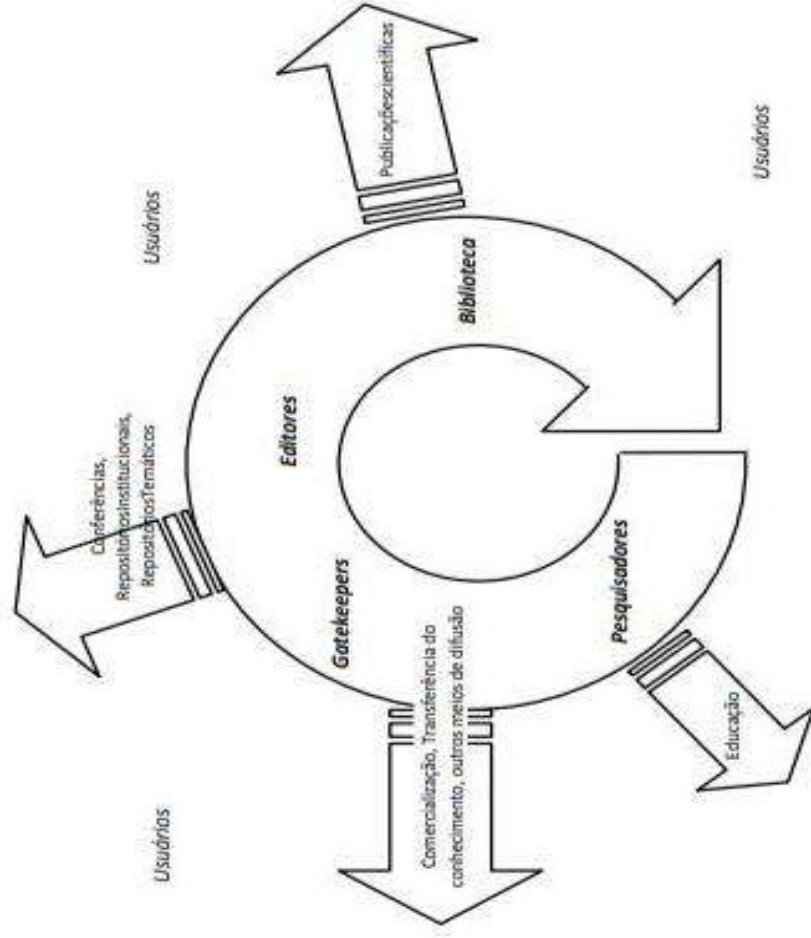 Conferências,
RepositóriosInstitucionais,
RepositóriosTemáticos
Usuários
Usuários
Editores
Gatekeepers
Publicaçõescientíficas
Comercialização, Transferência do
conhecimento, outros meios de difusão
Biblioteca
Pesquisadores
Educação
Usuários